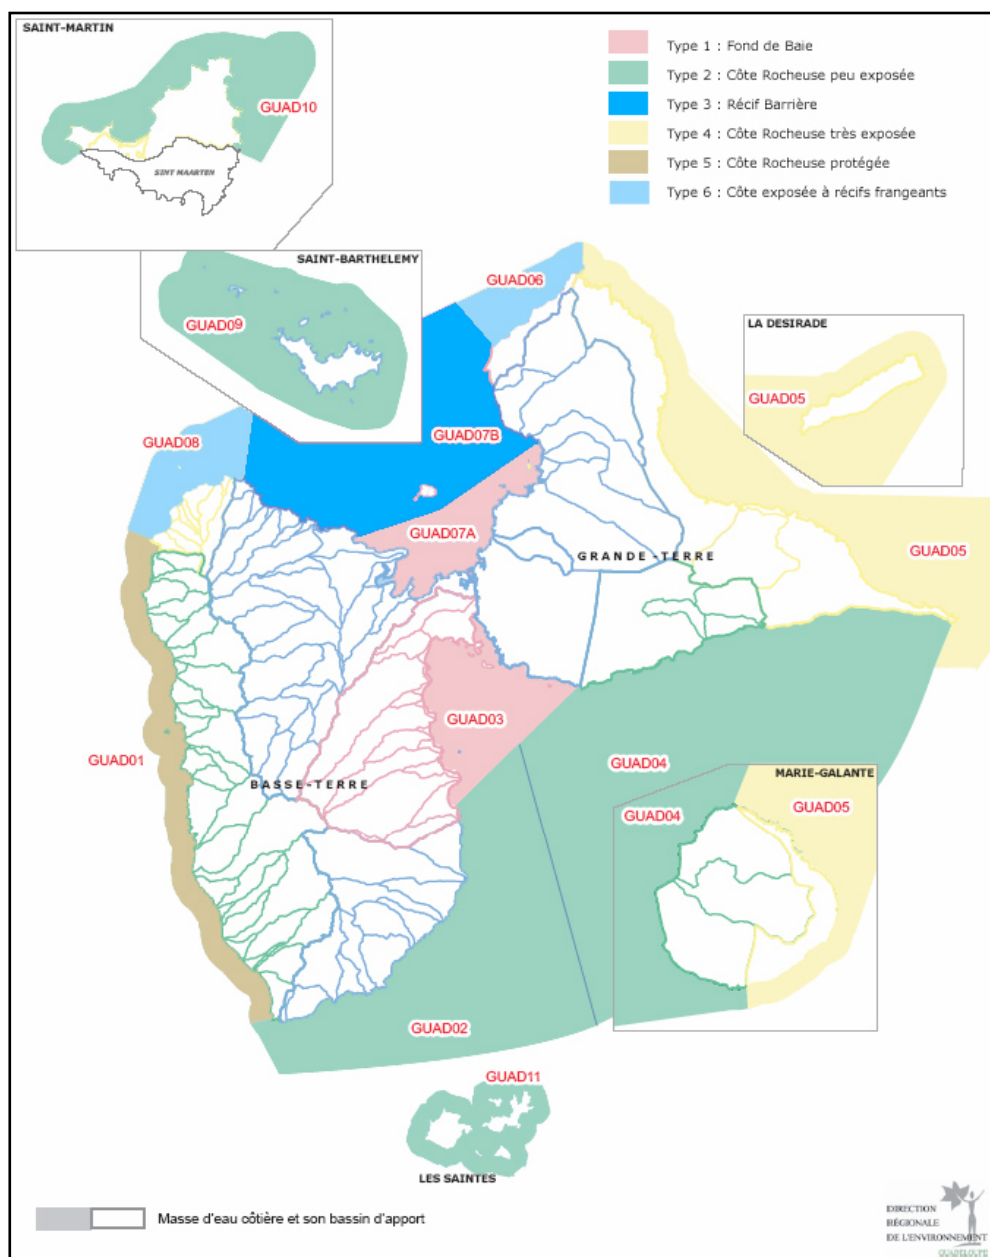 SAINT-MARTIN
GUAD10
SINT MAARTEN
Type 1 : Fond de Baie
Type 2 : Côte Rocheuse peu exposée
Type 3 : Récif Barrière
Type 4 : Côte Rocheuse très exposée
Type 5 : Côte Rocheuse protégée
Type 6 : Côte exposée à récifs frangeants
SAINT-BARTHELEMY
GUAD09
GUAD06
LA DESIRADE
GUAD05
GUAD08
GUAD07B
GUAD07A
GRANDE-TERRE
GUAD05
GUAD03
GUAD01
BASSE-TERRE
GUAD04
MARIE-GALANTE
GUAD04
GUAD05
GUAD02
GUAD11
LES SAINTES
Masse d'eau côtière et son bassin d'apport
DIRECTION
RÉGIONALE
DE L'ENVIRONNEMENT
GUADELOUPE